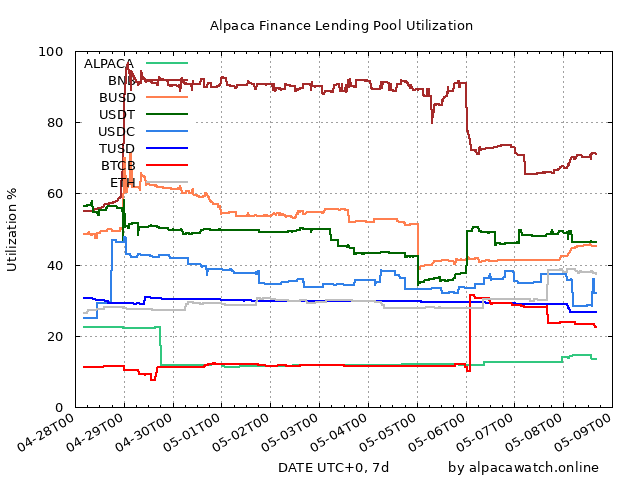 Alpaca Finance Lending Pool Utilization
Utilization %
100
80
60
40
20
0
ALPACA
BNB
BUSD
USDT
USDC
TUSD
BTCB
ETH
04-28T00
04-29T00
04-30T00
05-01T00
05-02T00
05-03T00
05-04T00
05-05T00
05-06T00
05-07T00
05-08T00
05-09T00
DATE UTC+0, 7d
by alpacawatch.online